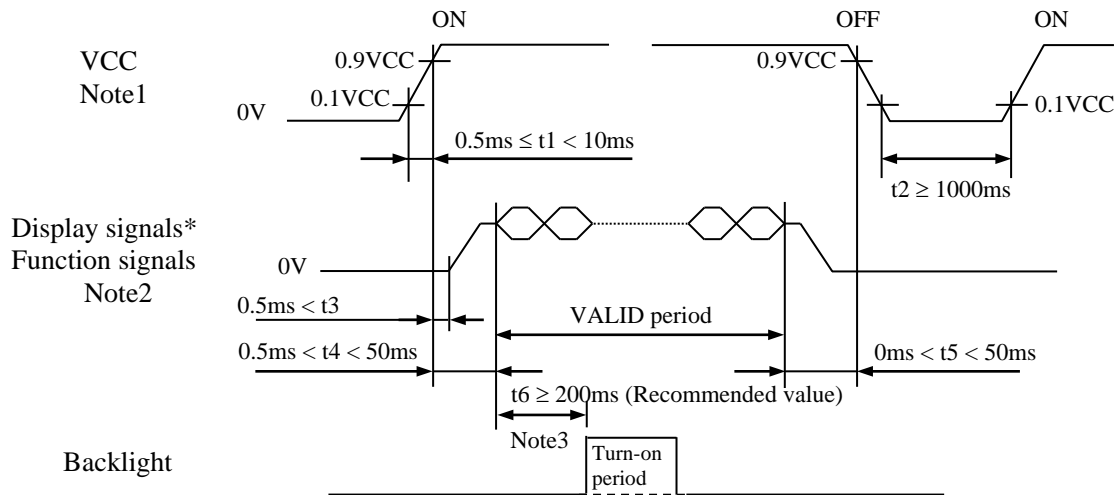 ON
OFF
ON
VCC
Note1
0.9VCC
0.9VCC
0.1VCC
0.1VCC
0V
0.5ms ≤ t1 < 10ms
t2 ≥ 1000ms
Display signals*
Function signals
Note2
0V
0.5ms < t3
VALID period
0.5ms < t4 < 50ms
0ms < t5 < 50ms
t6 ≥ 200ms (Recommended value)
Note3
Backlight
Turn-on
period